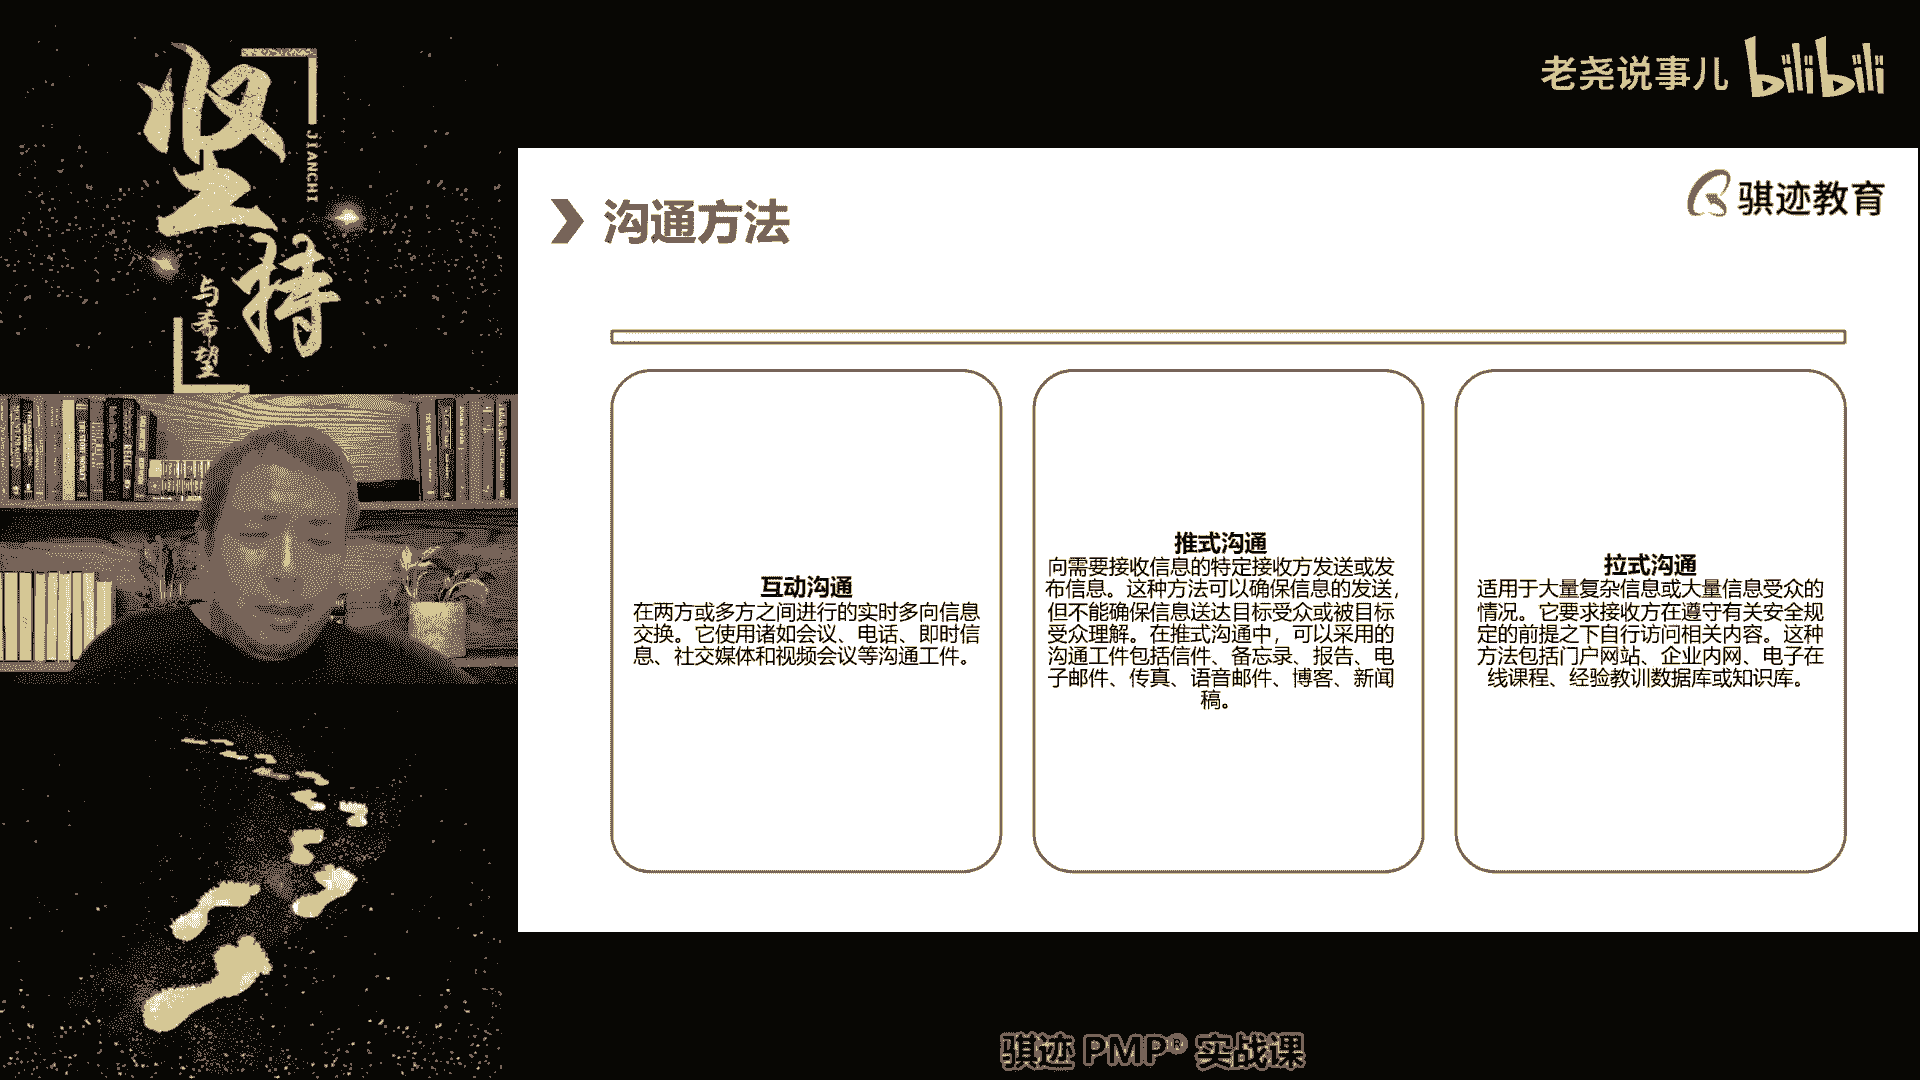 坚持
JIANCHI
与希望
老尧说事儿 bilibili
骐迹教育
沟通方法
互动沟通
在两方或多方之间进行的实时多向信息
交换。它使用诸如会议、电话、即时信
息、社交媒体和视频会议等沟通工件。
推式沟通
向需要接收信息的特定接收方发送或发
布信息。这种方法可以确保信息的发送，
但不能确保信息送达目标受众或被目标
受众理解。在推式沟通中，可以采用的
沟通工件包括信件、备忘录、报告、电
子邮件、传真、语音邮件、博客、新闻
稿。
拉式沟通
适用于大量复杂信息或大量信息受众的
情况。它要求接收方在遵守有关安全规
定的前提之下自行访问相关内容。这种
方法包括门户网站、企业内网、电子在
线课程、经验教训数据库或知识库。
骐迹 PMP® 实战课